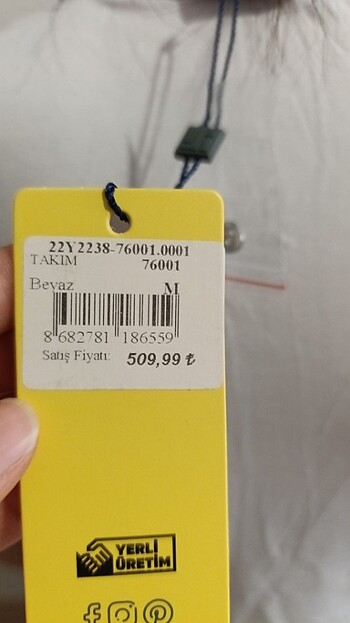 22Y2238-76001.0001
TAKIM 76001
Beyaz M
8 682781 186559
Satış Fiyatı: 509,99 ₺
YERLİ
ÜRETİM